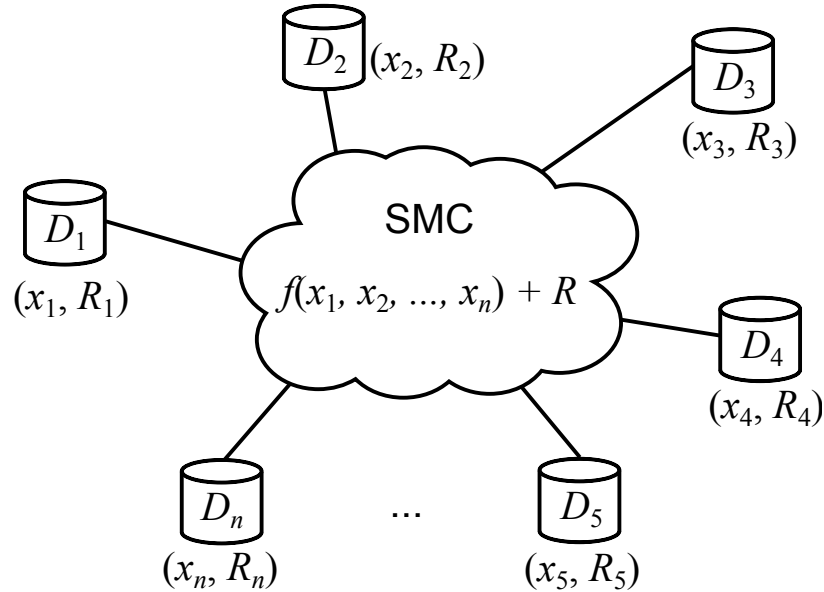 D₂ (x₂, R₂)
D₃
(x₃, R₃)
D₁
(x₁, R₁)
SMC
f(x₁, x₂, ..., xₙ) + R
D₄
(x₄, R₄)
Dₙ
(xₙ, Rₙ)
...
D₅
(x₅, R₅)